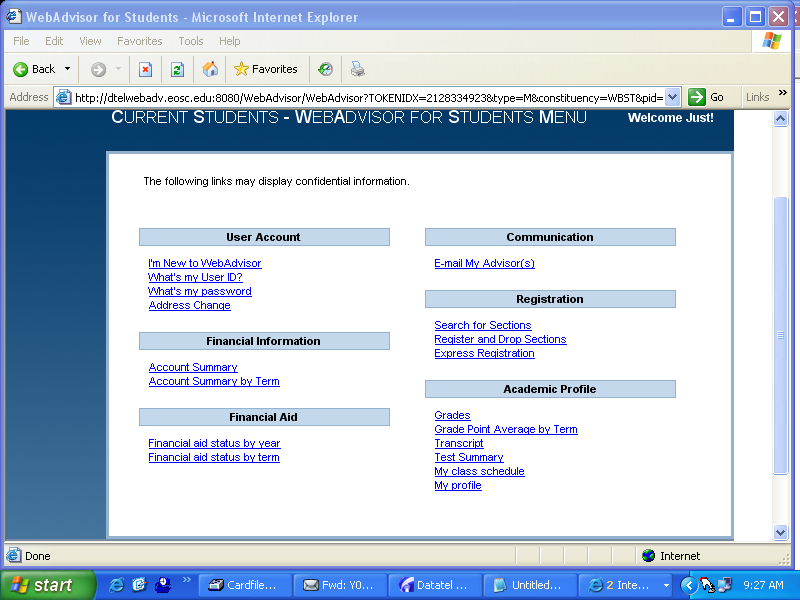 WebAdvisor for Students - Microsoft Internet Explorer
File Edit View Favorites Tools Help
Back Favorites
Address http://dtelwebadv.eosc.edu:8080/WebAdvisor/WebAdvisor?TOKENIDX=2128334923&type=M&constituency=WBST&pid= Go Links »
CURRENT STUDENTS - WEBADVISOR FOR STUDENTS MENU Welcome Just!
The following links may display confidential information.
User Account
I'm New to WebAdvisor
What's my User ID?
What's my password
Address Change
Financial Information
Account Summary
Account Summary by Term
Financial Aid
Financial aid status by year
Financial aid status by term
Communication
E-mail My Advisor(s)
Registration
Search for Sections
Register and Drop Sections
Express Registration
Academic Profile
Grades
Grade Point Average by Term
Transcript
Test Summary
My class schedule
My profile
Done Internet
start » Cardfile... Fwd: Y0... Datatel ... Untitled... 2 Inte... 9:27 AM